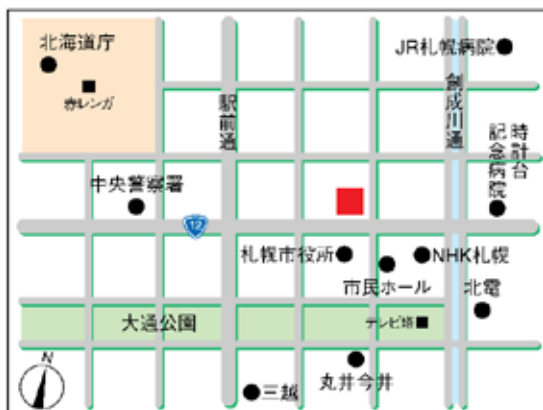 北海道庁
赤レンガ
JR札幌病院
駅前通
創成川通
時計台
記念病院
中央警察署
12
札幌市役所
NHK札幌
市民ホール
北電
大通公園
テレビ塔
丸井今井
三越
N